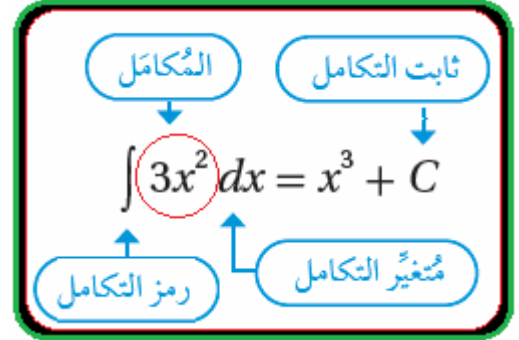 ثابت التكامل
المُكامَل
∫ 3x² dx = x³ + C
مُتغيِّر التكامل
رمز التكامل